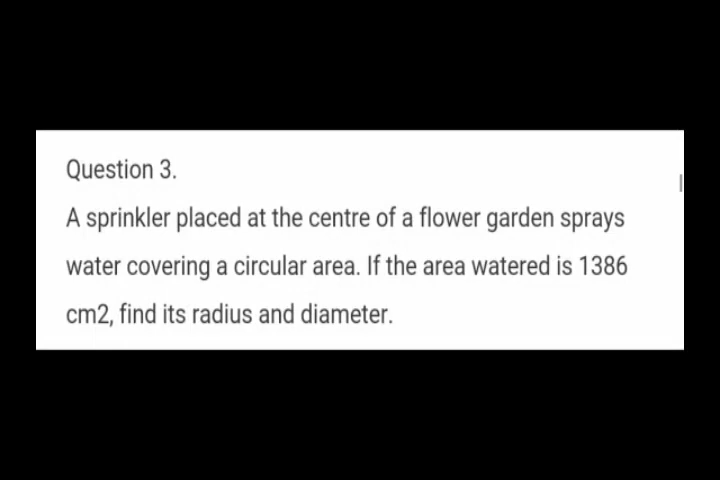 Question 3.
A sprinkler placed at the centre of a flower garden sprays
water covering a circular area. If the area watered is 1386
cm2, find its radius and diameter.